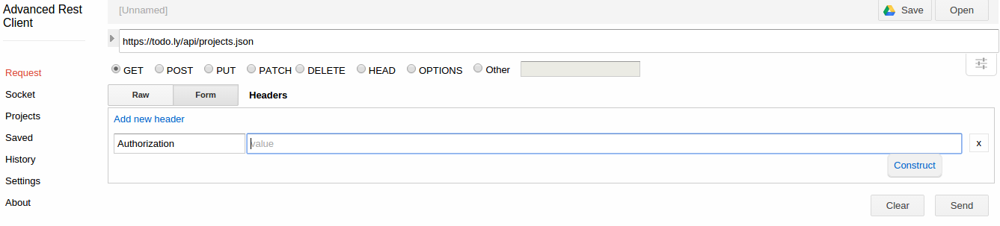 Advanced Rest
Client
[Unnamed]
Save
Open
https://todo.ly/api/projects.json
GET POST PUT PATCH DELETE HEAD OPTIONS Other
Raw Form Headers
Add new header
Authorization value x
Construct
Clear Send
Request
Socket
Projects
Saved
History
Settings
About